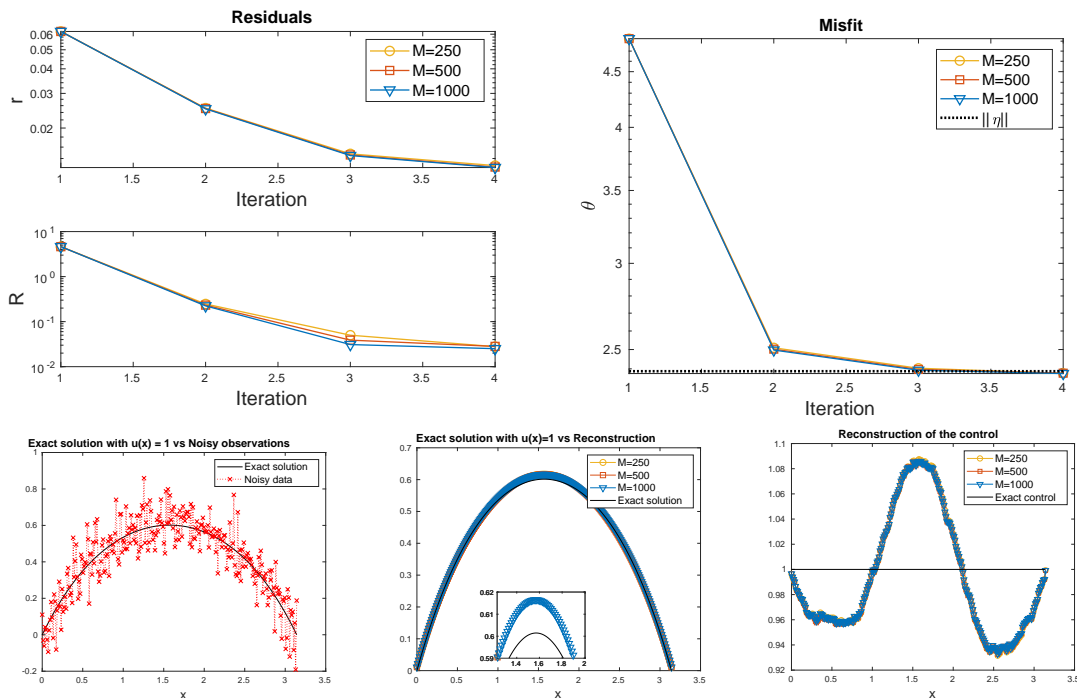 Residuals
0.06
0.05
0.04
0.03
0.02
r
M=250
M=500
M=1000
1 1.5 2 2.5 3 3.5 4
Iteration
10^1
10^0
10^-1
10^-2
R
1 1.5 2 2.5 3 3.5 4
Iteration
Misfit
4.5
4
3.5
3
2.5
θ
M=250
M=500
M=1000
|| η||
1 1.5 2 2.5 3 3.5 4
Iteration
Exact solution with u(x) = 1 vs Noisy observations
1
0.8
0.6
0.4
0.2
0
-0.2
Exact solution
Noisy data
0 0.5 1 1.5 2 2.5 3 3.5
x
Exact solution with u(x)=1 vs Reconstruction
0.7
0.6
0.5
0.4
0.3
0.2
0.1
0
M=250
M=500
M=1000
Exact solution
0.62
0.61
0.6
0.59
1.4 1.6 1.8 2
0 0.5 1 1.5 2 2.5 3 3.5
x
Reconstruction of the control
1.1
1.08
1.06
1.04
1.02
1
0.98
0.96
0.94
0.92
M=250
M=500
M=1000
Exact control
0 0.5 1 1.5 2 2.5 3 3.5
x